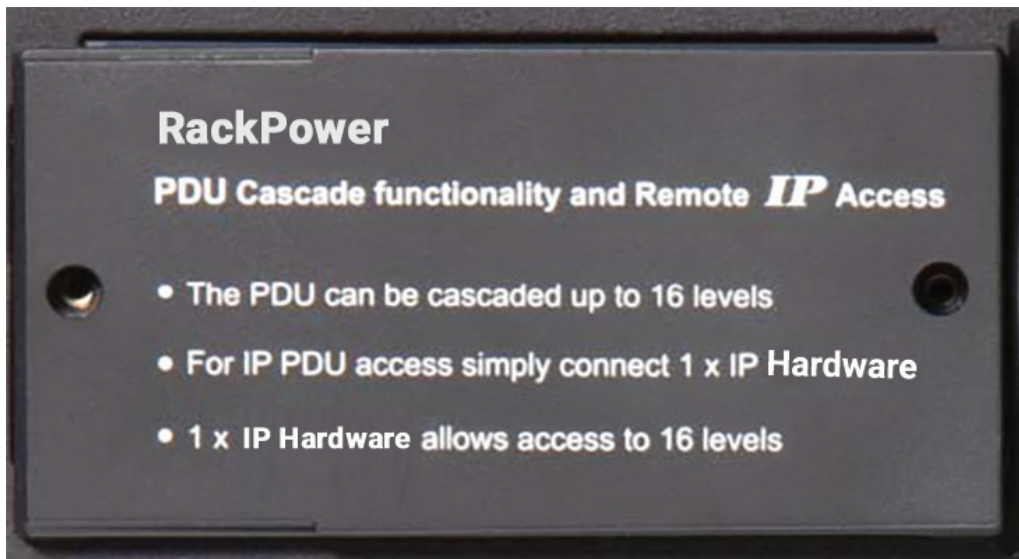 RackPower
PDU Cascade functionality and Remote IP Access
• The PDU can be cascaded up to 16 levels
• For IP PDU access simply connect 1 x IP Hardware
• 1 x IP Hardware allows access to 16 levels